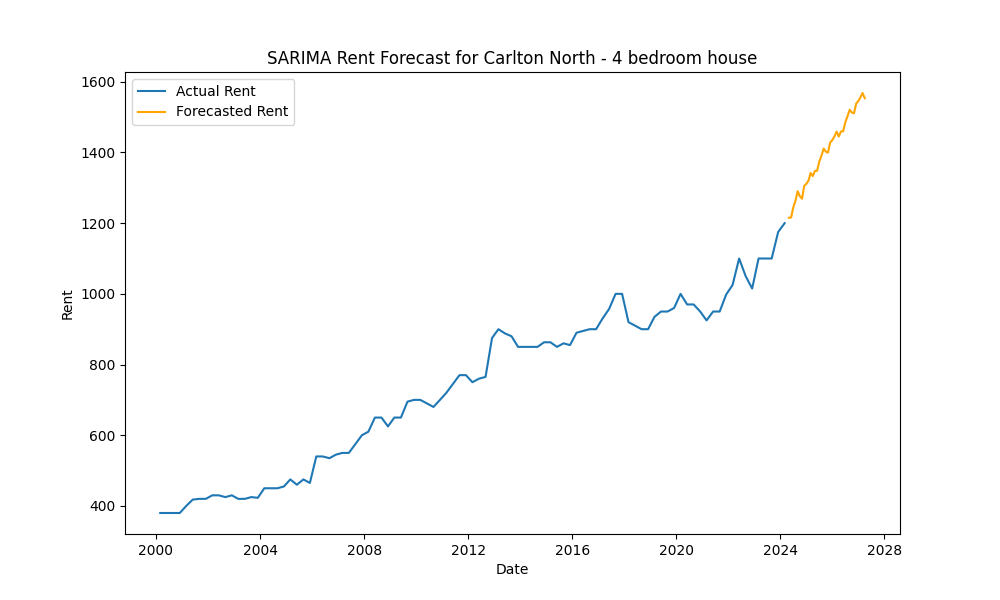 SARIMA Rent Forecast for Carlton North - 4 bedroom house
Actual Rent
Forecasted Rent
1600
1400
1200
1000
800
600
400
Rent
2000 2004 2008 2012 2016 2020 2024 2028
Date